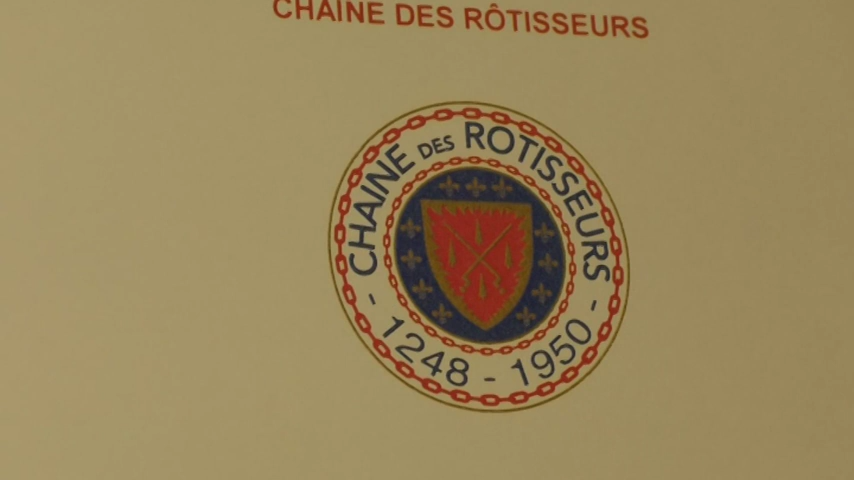 CHAINE DES RÔTISSEURS
CHAINE DES ROTISSEURS
- 1248 - 1950 -